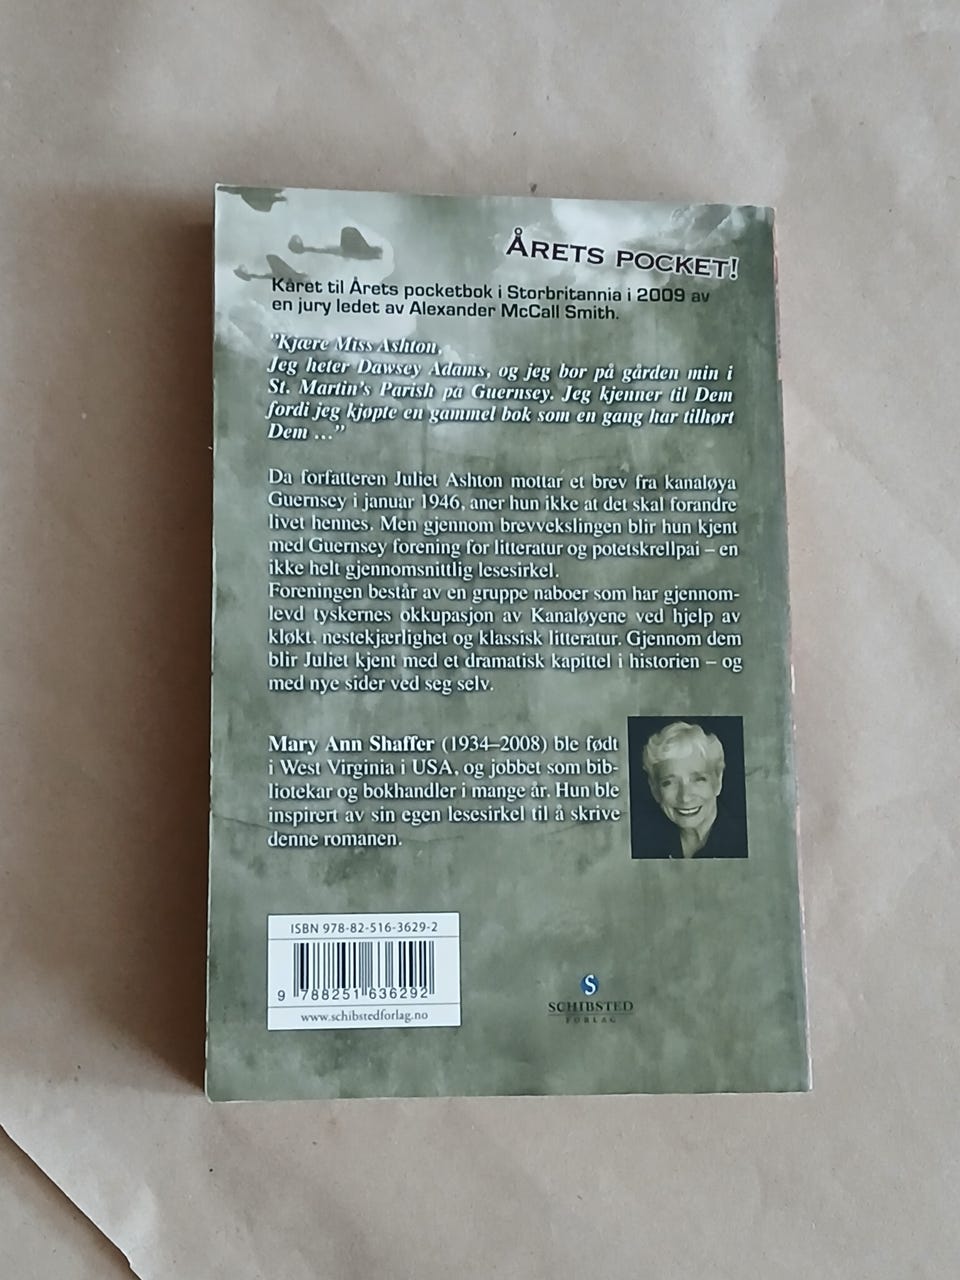 ÅRETS POCKET!
Kåret til Årets pocketbok i Storbritannia i 2009 av
en jury ledet av Alexander McCall Smith.
"Kjære Miss Ashton,
Jeg heter Dawsey Adams, og jeg bor på gården min i
St. Martin's Parish på Guernsey. Jeg kjenner til Dem
fordi jeg kjøpte en gammel bok som en gang har tilhørt
Dem ..."
Da forfatteren Juliet Ashton mottar et brev fra kanaløya
Guernsey i januar 1946, aner hun ikke at det skal forandre
livet hennes. Men gjennom brevvekslingen blir hun kjent
med Guernsey forening for litteratur og potetskrellpai – en
ikke helt gjennomsnittlig lesesirkel.
Foreningen består av en gruppe naboer som har gjennom-
levd tyskernes okkupasjon av Kanaløyene ved hjelp av
kløkt, nestekjærlighet og klassisk litteratur. Gjennom dem
blir Juliet kjent med et dramatisk kapittel i historien – og
med nye sider ved seg selv.
Mary Ann Shaffer (1934–2008) ble født
i West Virginia i USA, og jobbet som bib-
liotekar og bokhandler i mange år. Hun ble
inspirert av sin egen lesesirkel til å skrive
denne romanen.
ISBN 978-82-516-3629-2
9 788251 636292
www.schibstedforlag.no
S
SCHIBSTED
FORLAG